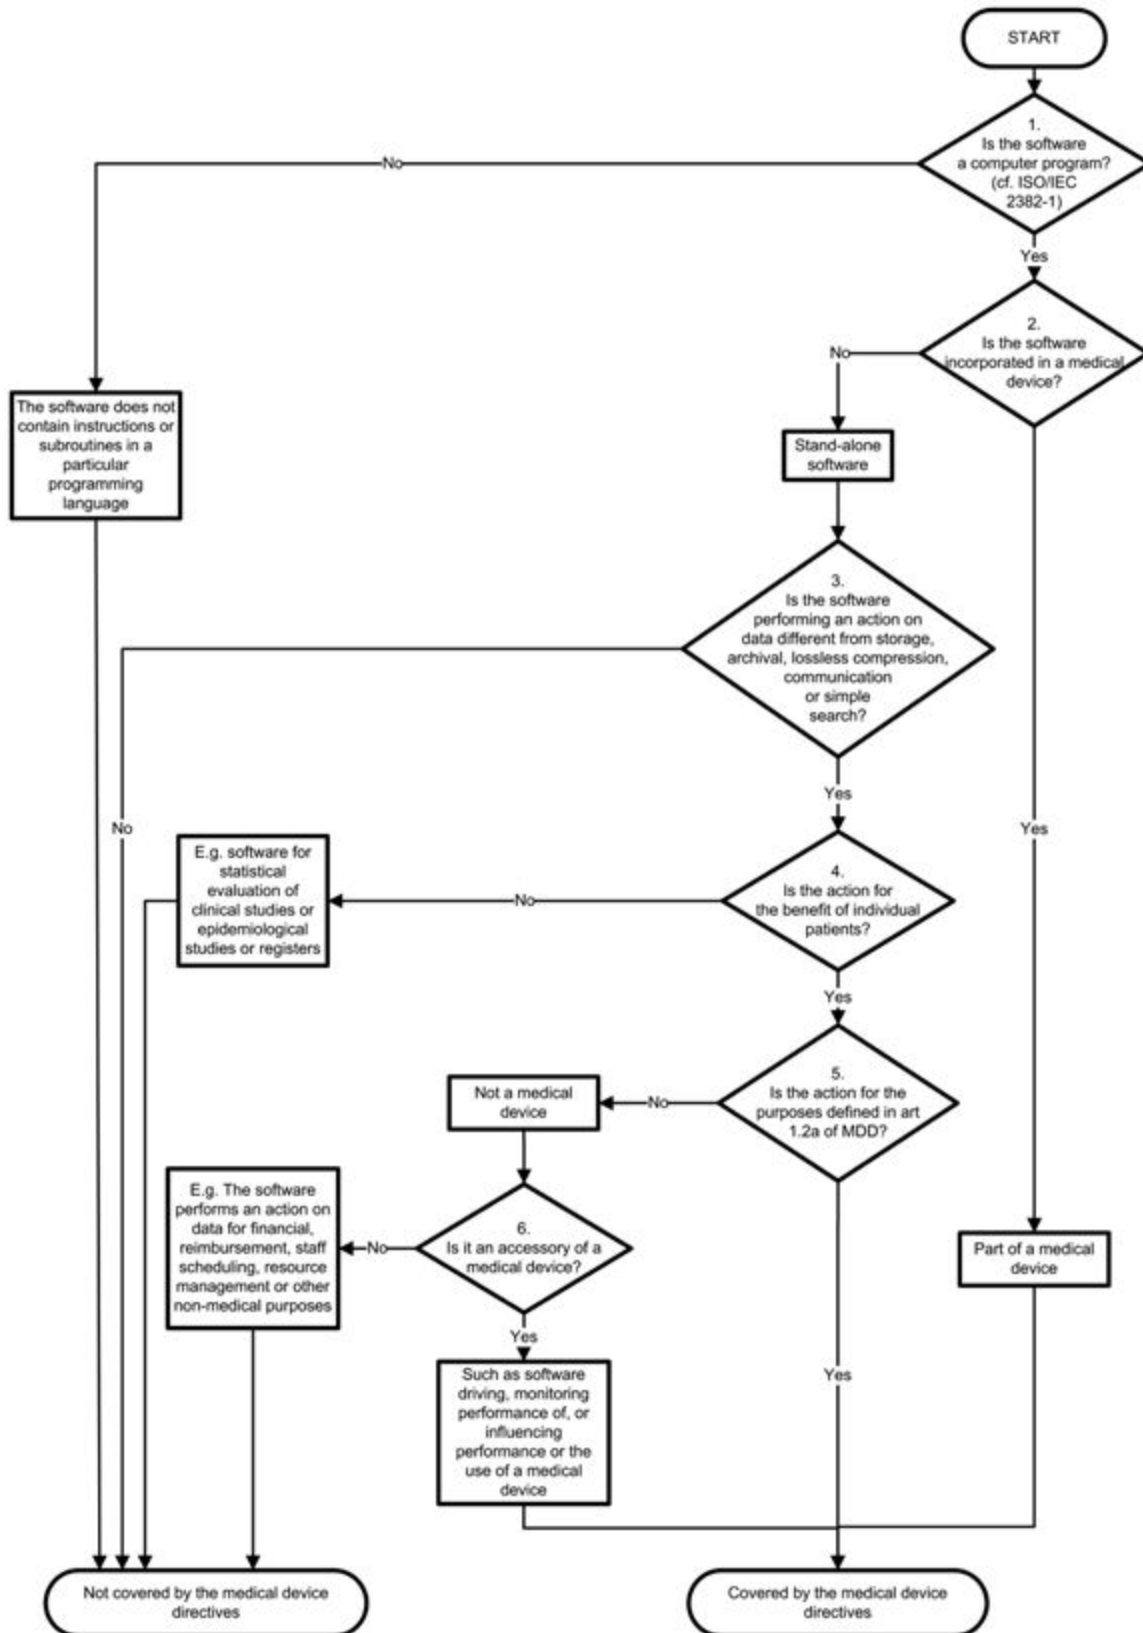 START
1.
Is the software
a computer program?
(cf. ISO/IEC
2382-1)
No
Yes
2.
Is the software
incorporated in a medical
device?
No
The software does not
contain instructions or
subroutines in a
particular
programming
language
Stand-alone
software
3.
Is the software
performing an action on
data different from storage,
archival, lossless compression,
communication
or simple
search?
Yes
No
Yes
E.g. software for
statistical
evaluation of
clinical studies or
epidemiological
studies or registers
No
4.
Is the action for
the benefit of individual
patients?
Yes
5.
Is the action for the
purposes defined in art
1.2a of MDD?
No
Not a medical
device
E.g. The software
performs an action on
data for financial,
reimbursement, staff
scheduling, resource
management or other
non-medical purposes
No
6.
Is it an accessory of a
medical device?
Part of a medical
device
Yes
Such as software
driving, monitoring
performance of, or
influencing
performance or the
use of a medical
device
Yes
Not covered by the medical device
directives
Covered by the medical device
directives